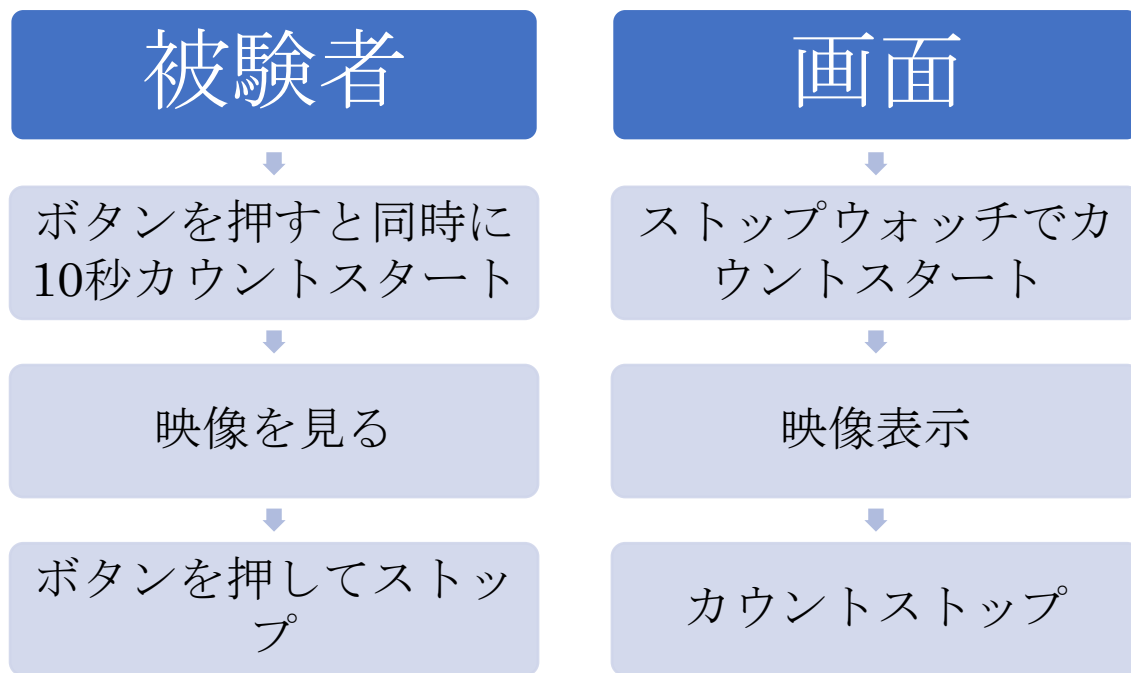 被験者
ボタンを押すと同時に
10秒カウントスタート
映像を見る
ボタンを押してストッ
プ
画面
ストップウォッチでカ
ウントスタート
映像表示
カウントストップ